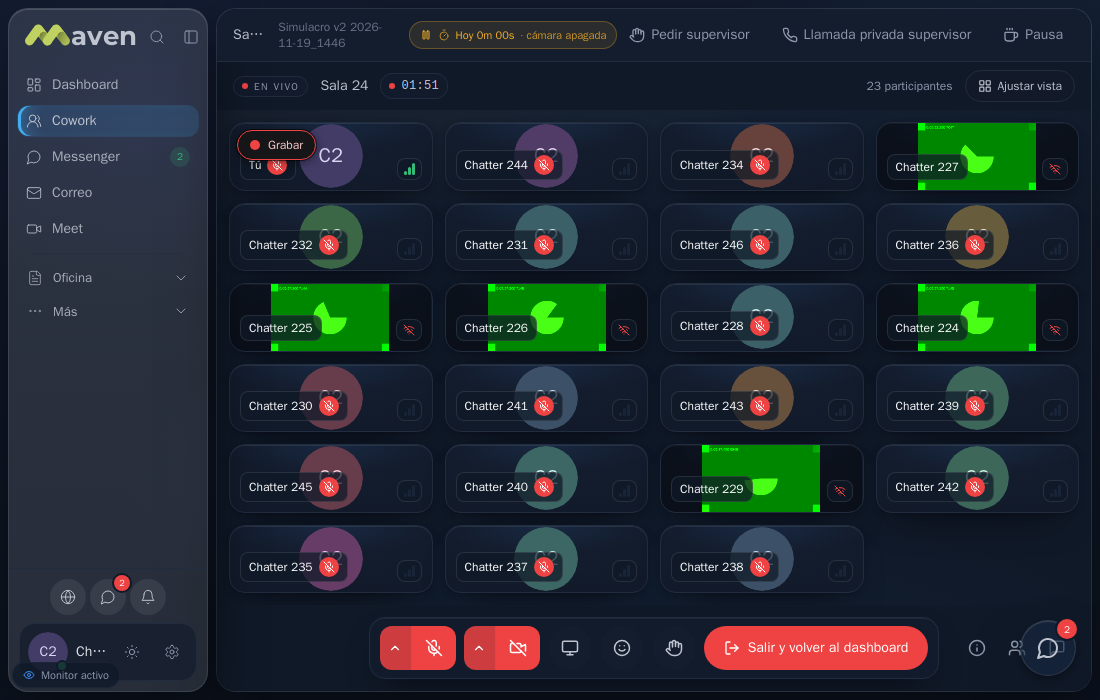 Maven
Dashboard
Cowork
Messenger
2
Correo
Meet
Oficina
Más
2
C2
Ch···
Monitor activo
Sa···
Simulacro v2 2026-
11-19_1446
Hoy 0m 00s · cámara apagada
Pedir supervisor
Llamada privada supervisor
Pausa
EN VIVO
Sala 24
01:51
23 participantes
Ajustar vista
Grabar
Tú
C2
Chatter 244
Chatter 234
Chatter 227
Chatter 232
Chatter 231
Chatter 246
Chatter 236
Chatter 225
Chatter 226
Chatter 228
Chatter 224
Chatter 230
Chatter 241
Chatter 243
Chatter 239
Chatter 245
Chatter 240
Chatter 229
Chatter 242
Chatter 235
Chatter 237
Chatter 238
Salir y volver al dashboard
2